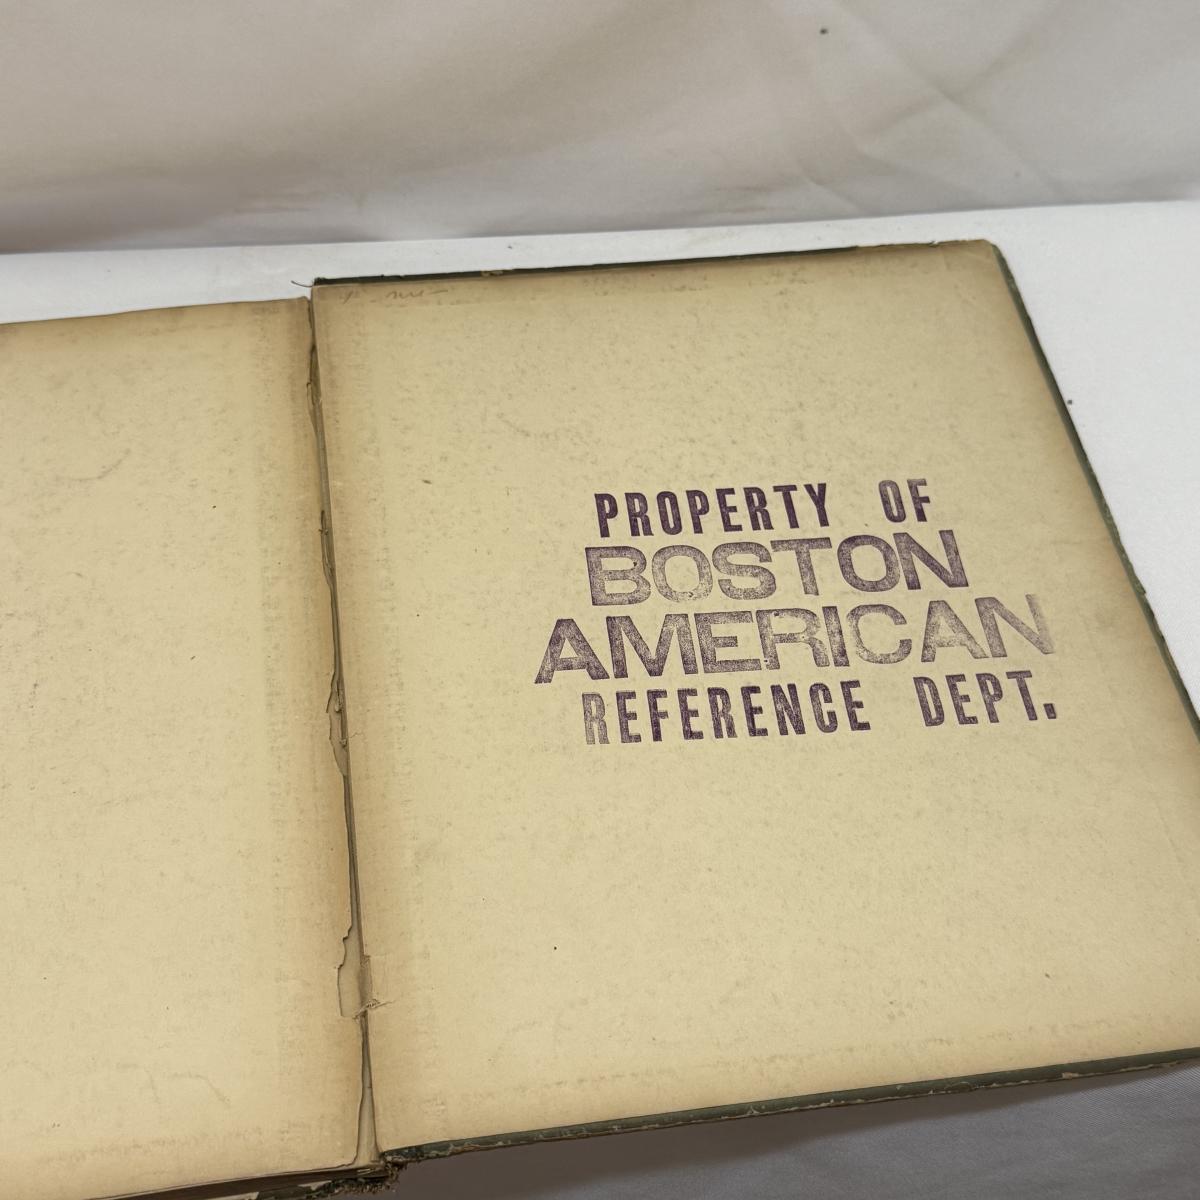 PROPERTY OF
BOSTON
AMERICAN
REFERENCE DEPT.